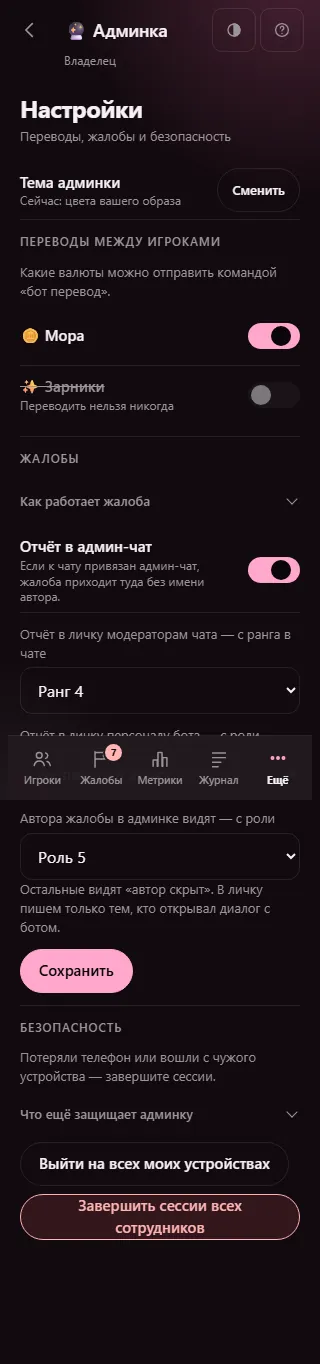 Админка
Владелец
Настройки
Переводы, жалобы и безопасность
Тема админки
Сейчас: цвета вашего образа
Сменить
ПЕРЕВОДЫ МЕЖДУ ИГРОКАМИ
Какие валюты можно отправить командой
«бот перевод».
Мора
Зарники
Переводить нельзя никогда
ЖАЛОБЫ
Как работает жалоба
Отчёт в админ-чат
Если к чату привязан админ-чат,
жалоба приходит туда без имени
автора.
Отчёт в личку модераторам чата — с ранга в
чате
Ранг 4
Отчёт в личку персоналу бота — с роли
7
Игроки
Жалобы
Метрики
Журнал
Ещё
Автора жалобы в админке видят — с роли
Роль 5
Остальные видят «автор скрыт». В личку
пишем только тем, кто открывал диалог с
ботом.
Сохранить
БЕЗОПАСНОСТЬ
Потеряли телефон или вошли с чужого
устройства — завершите сессии.
Что ещё защищает админку
Выйти на всех моих устройствах
Завершить сессии всех
сотрудников